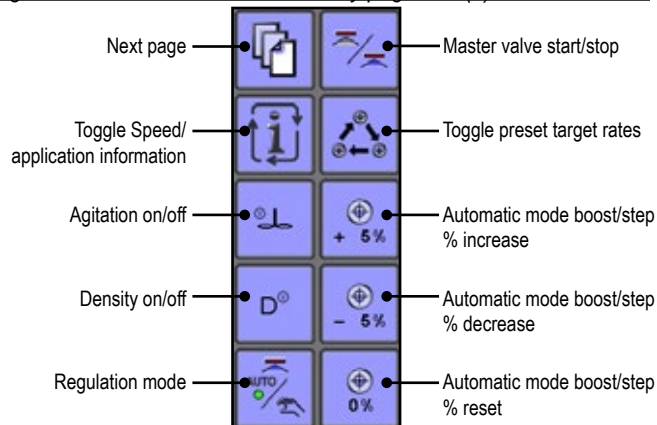 Next page
Master valve start/stop
Toggle Speed/
application information
i
Toggle preset target rates
Agitation on/off
+ 5%
Automatic mode boost/step
% increase
Density on/off
D
- 5%
Automatic mode boost/step
% decrease
Regulation mode
AUTO
0%
Automatic mode boost/step
% reset